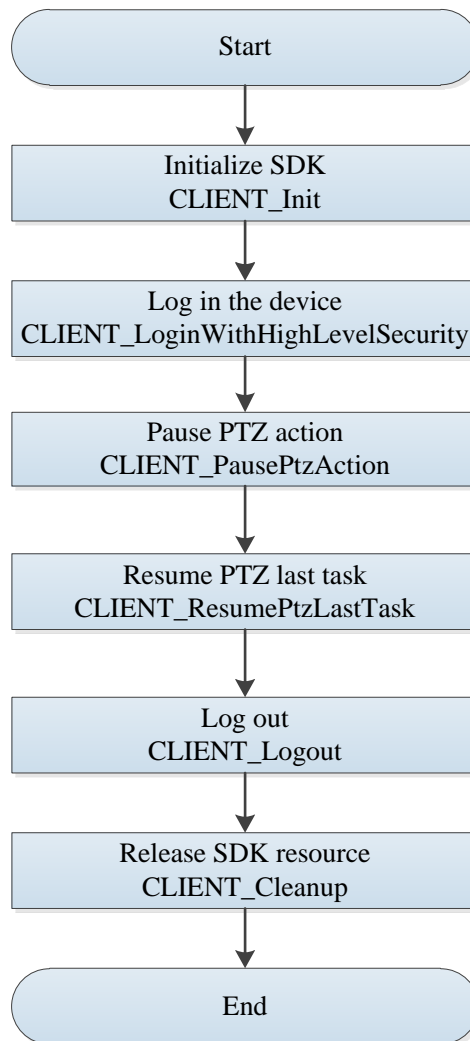 Start
Initialize SDK
CLIENT_Init
Log in the device
CLIENT_LoginWithHighLevelSecurity
Pause PTZ action
CLIENT_PausePtzAction
Resume PTZ last task
CLIENT_ResumePtzLastTask
Log out
CLIENT_Logout
Release SDK resource
CLIENT_Cleanup
End